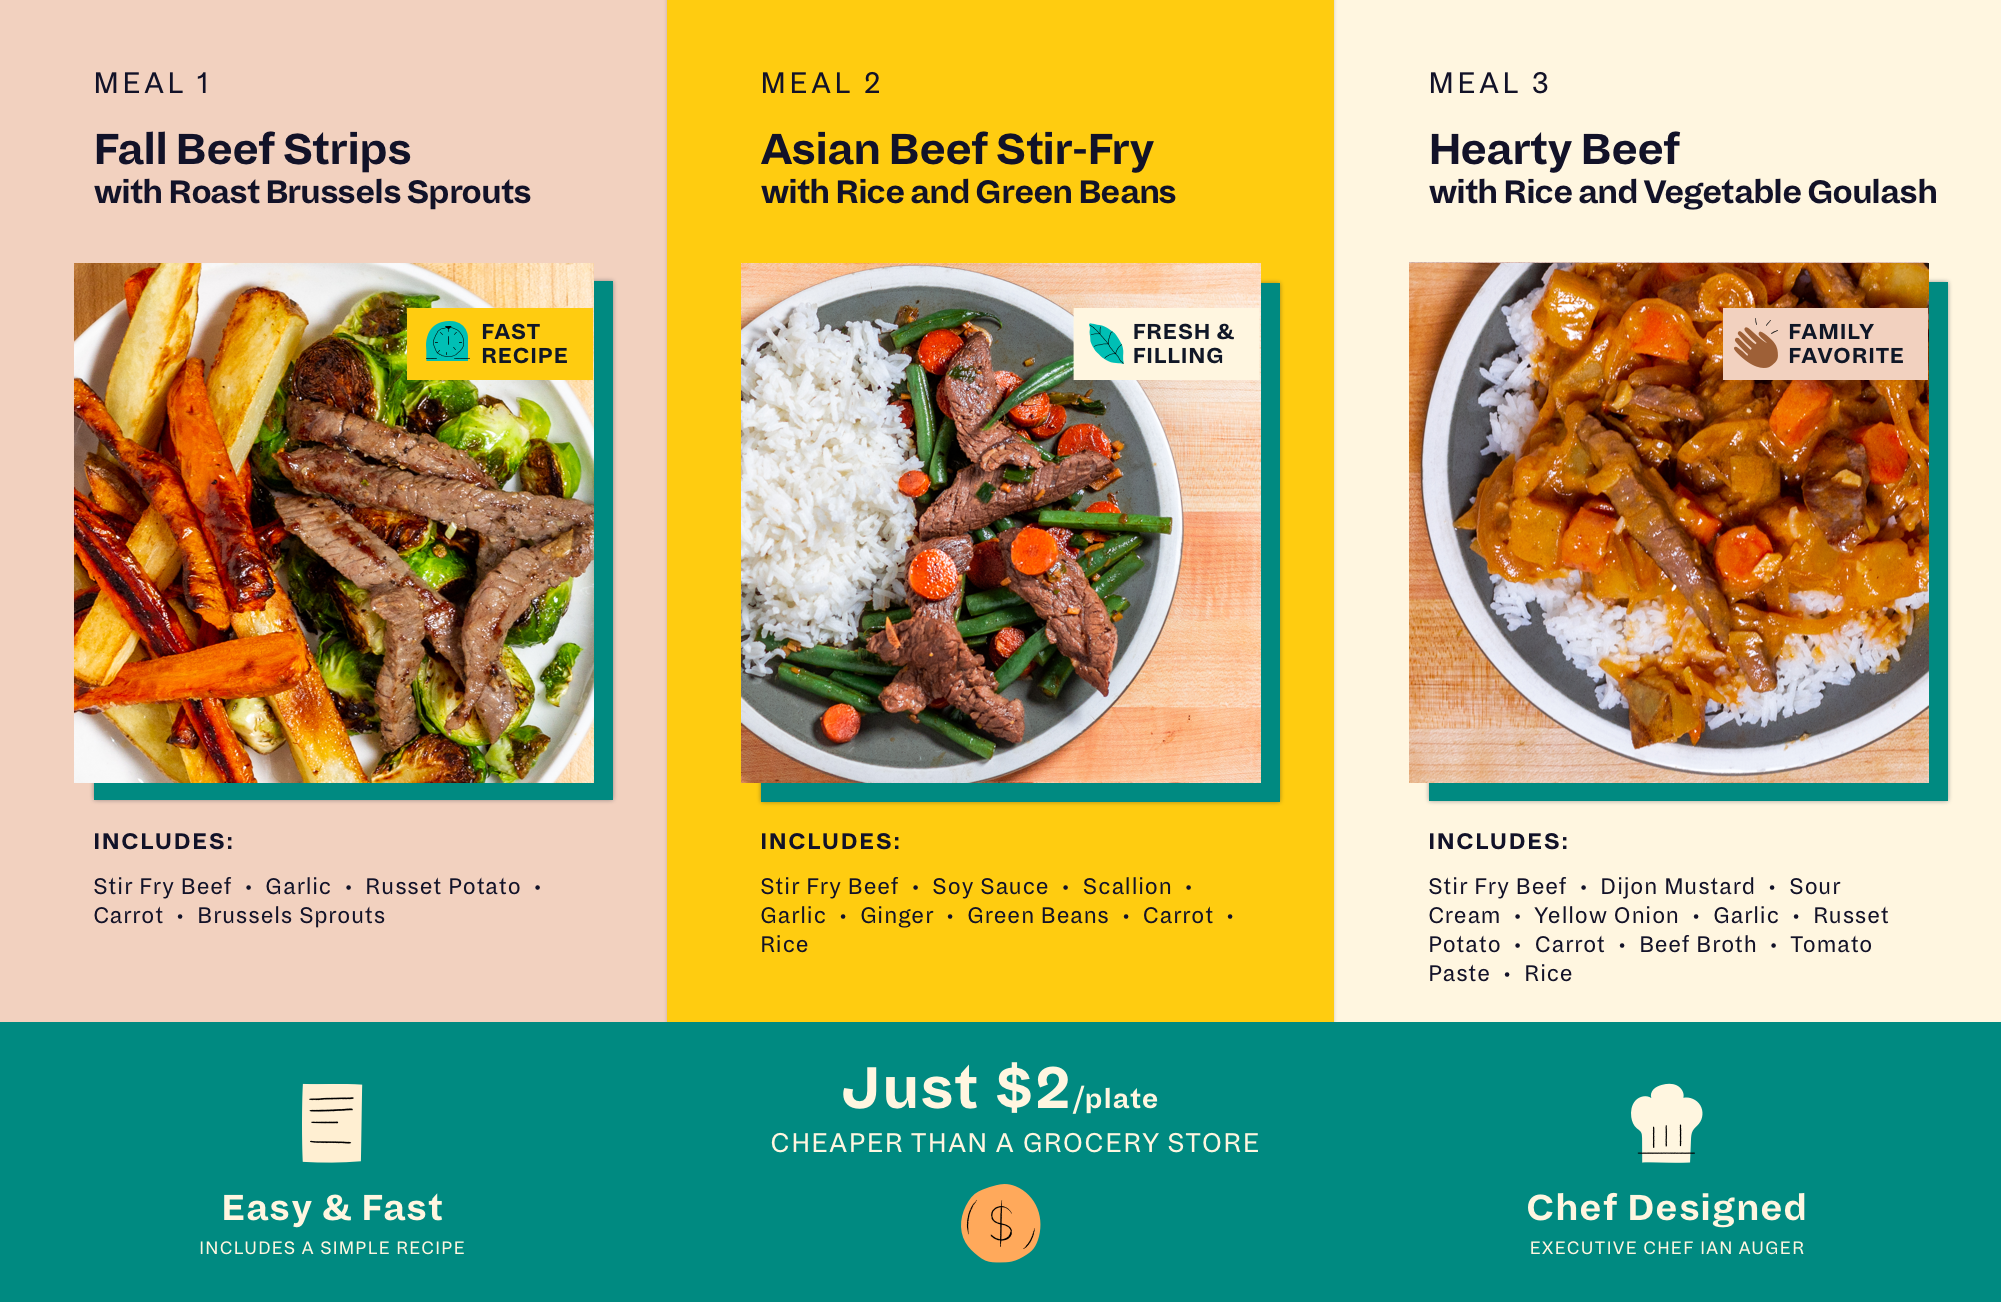 MEAL 1
Fall Beef Strips
with Roast Brussels Sprouts
FAST
RECIPE
INCLUDES:
Stir Fry Beef • Garlic • Russet Potato •
Carrot • Brussels Sprouts
MEAL 2
Asian Beef Stir-Fry
with Rice and Green Beans
FRESH &
FILLING
INCLUDES:
Stir Fry Beef • Soy Sauce • Scallion •
Garlic • Ginger • Green Beans • Carrot •
Rice
MEAL 3
Hearty Beef
with Rice and Vegetable Goulash
FAMILY
FAVORITE
INCLUDES:
Stir Fry Beef • Dijon Mustard • Sour
Cream • Yellow Onion • Garlic • Russet
Potato • Carrot • Beef Broth • Tomato
Paste • Rice
Easy & Fast
INCLUDES A SIMPLE RECIPE
Just $2/plate
CHEAPER THAN A GROCERY STORE
$
Chef Designed
EXECUTIVE CHEF IAN AUGER